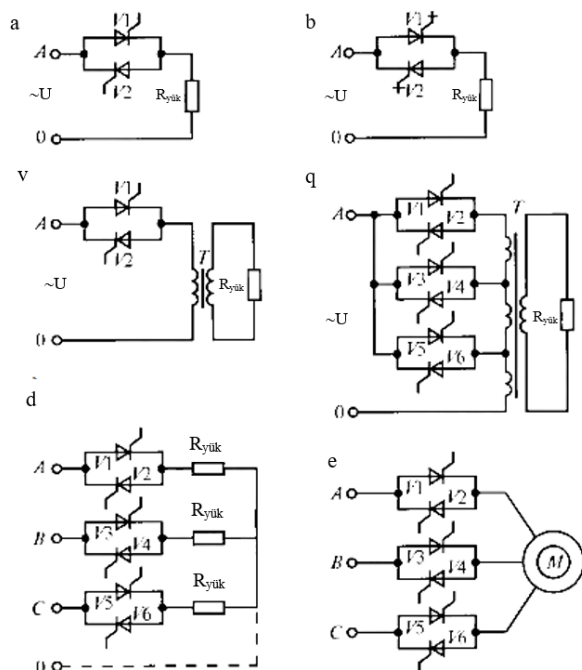 a
V1
A
V2
~U
Ryük
0
b
V1
A
V2
~U
Ryük
0
v
V1
A
V2
T
~U
Ryük
0
q
A
T
V1 V2
V3 V4
~U
Ryük
V5 V6
0
d
Ryük
A V1 V2
Ryük
B V3 V4
Ryük
C V5 V6
0
e
A V1 V2
B V3 V4
M
C V5 V6